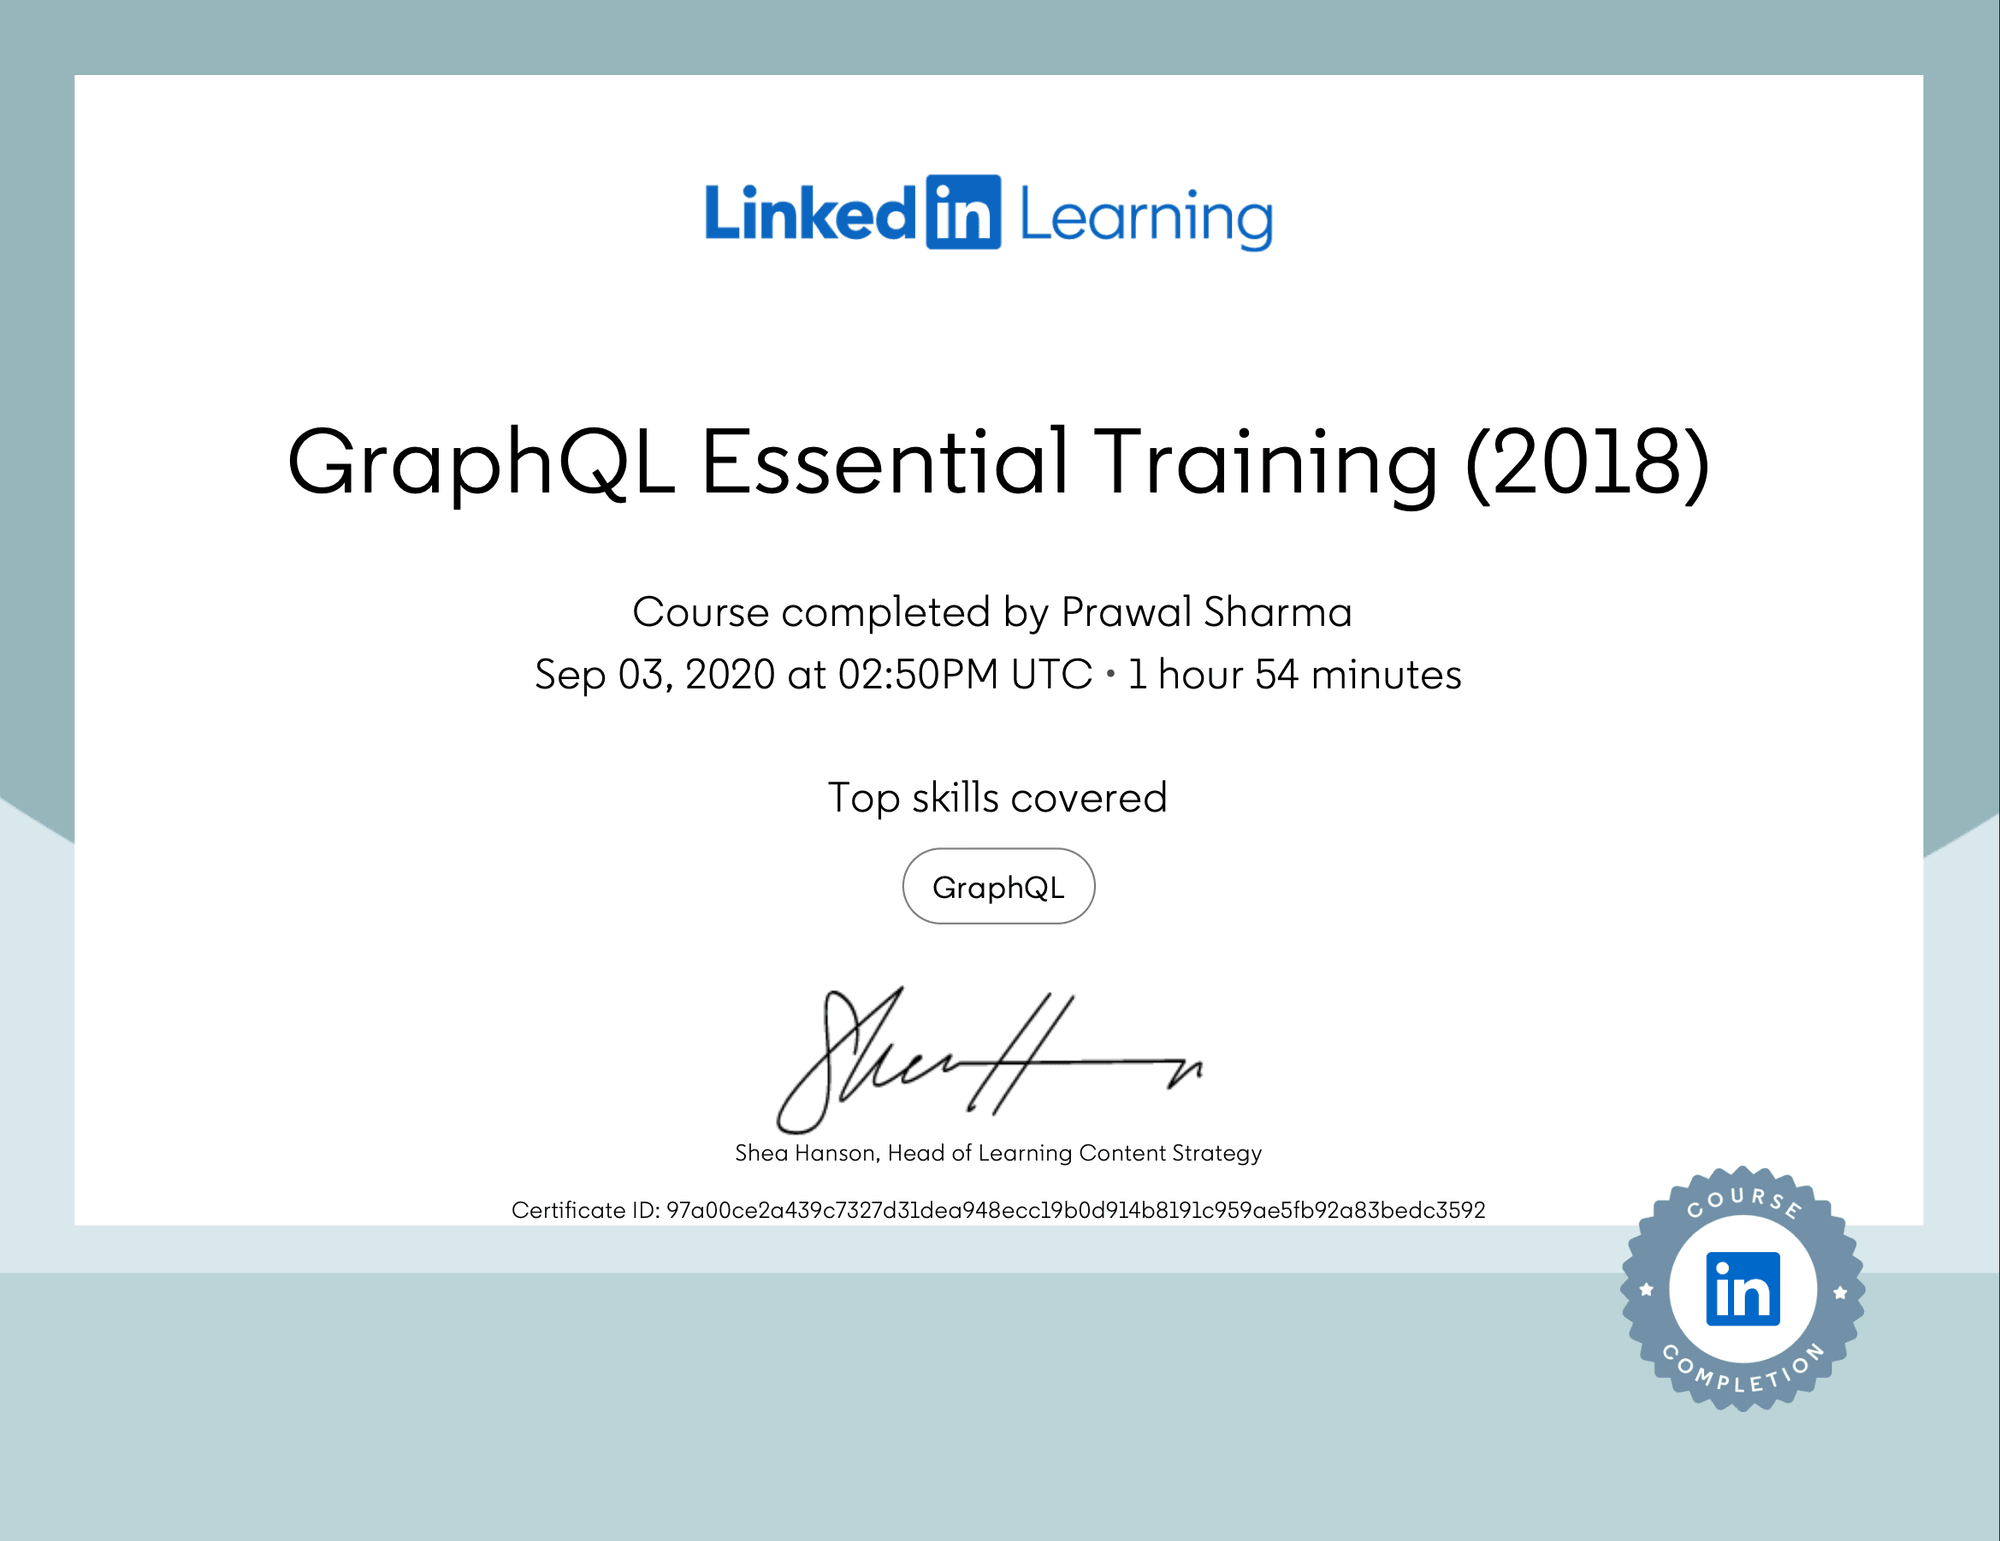 Linked in Learning
GraphQL Essential Training (2018)
Course completed by Prawal Sharma
Sep 03, 2020 at 02:50PM UTC • 1 hour 54 minutes
Top skills covered
GraphQL
Shea Hanson, Head of Learning Content Strategy
Certificate ID: 97a00ce2a439c7327d31dea948ecc19b0d914b8191c959ae5fb92a83bedc3592
COURSE
in
COMPLETION